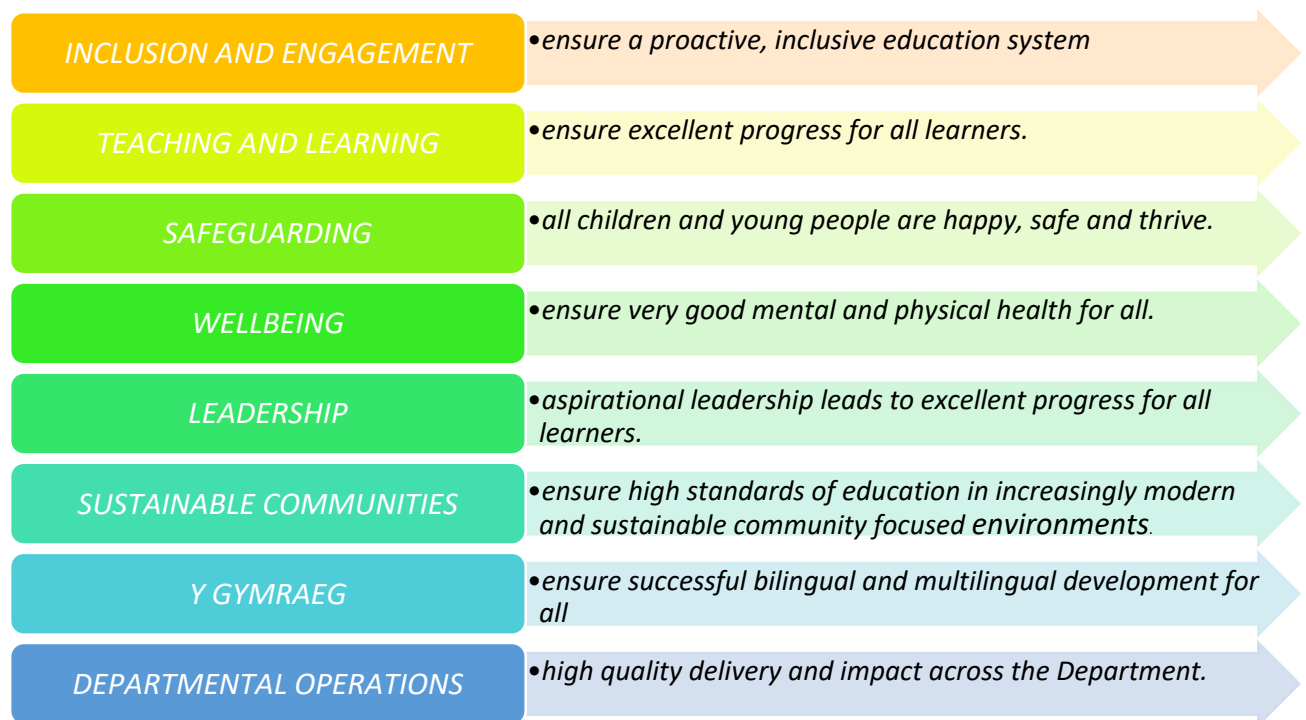 INCLUSION AND ENGAGEMENT
•ensure a proactive, inclusive education system
TEACHING AND LEARNING
•ensure excellent progress for all learners.
SAFEGUARDING
•all children and young people are happy, safe and thrive.
WELLBEING
•ensure very good mental and physical health for all.
LEADERSHIP
•aspirational leadership leads to excellent progress for all
learners.
SUSTAINABLE COMMUNITIES
•ensure high standards of education in increasingly modern
and sustainable community focused environments.
Y GYMRAEG
•ensure successful bilingual and multilingual development for
all
DEPARTMENTAL OPERATIONS
•high quality delivery and impact across the Department.